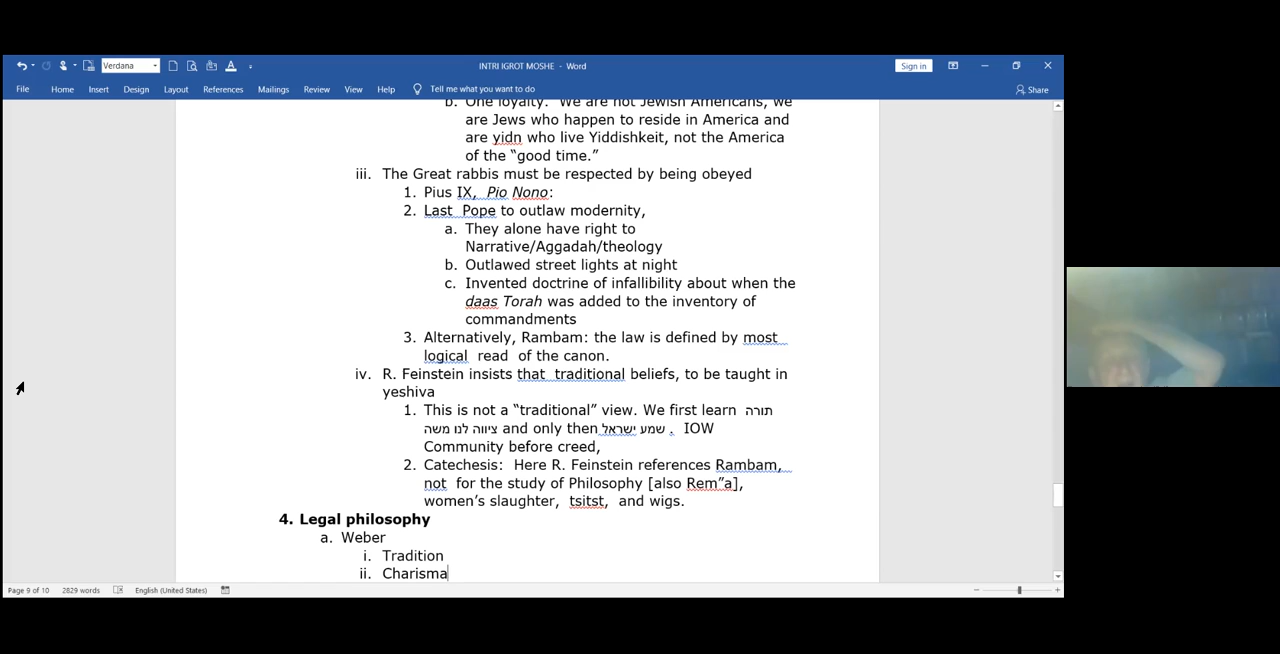 Verdana
INTRI IGROT MOSHE - Word
Sign in
File Home Insert Design Layout References Mailings Review View Help Tell me what you want to do Share
b. One loyalty. We are not Jewish Americans, we
are Jews who happen to reside in America and
are yidn who live Yiddishkeit, not the America
of the “good time.”
iii. The Great rabbis must be respected by being obeyed
1. Pius IX, Pio Nono:
2. Last Pope to outlaw modernity,
a. They alone have right to
Narrative/Aggadah/theology
b. Outlawed street lights at night
c. Invented doctrine of infallibility about when the
daas Torah was added to the inventory of
commandments
3. Alternatively, Rambam: the law is defined by most
logical read of the canon.
iv. R. Feinstein insists that traditional beliefs, to be taught in
yeshiva
1. This is not a “traditional” view. We first learn תורה
ציווה לנו משה and only then שמע ישראל . IOW
Community before creed,
2. Catechesis: Here R. Feinstein references Rambam,
not for the study of Philosophy [also Rem”a],
women’s slaughter, tsitst, and wigs.
4. Legal philosophy
a. Weber
i. Tradition
ii. Charisma
Page 9 of 10 2829 words English (United States)